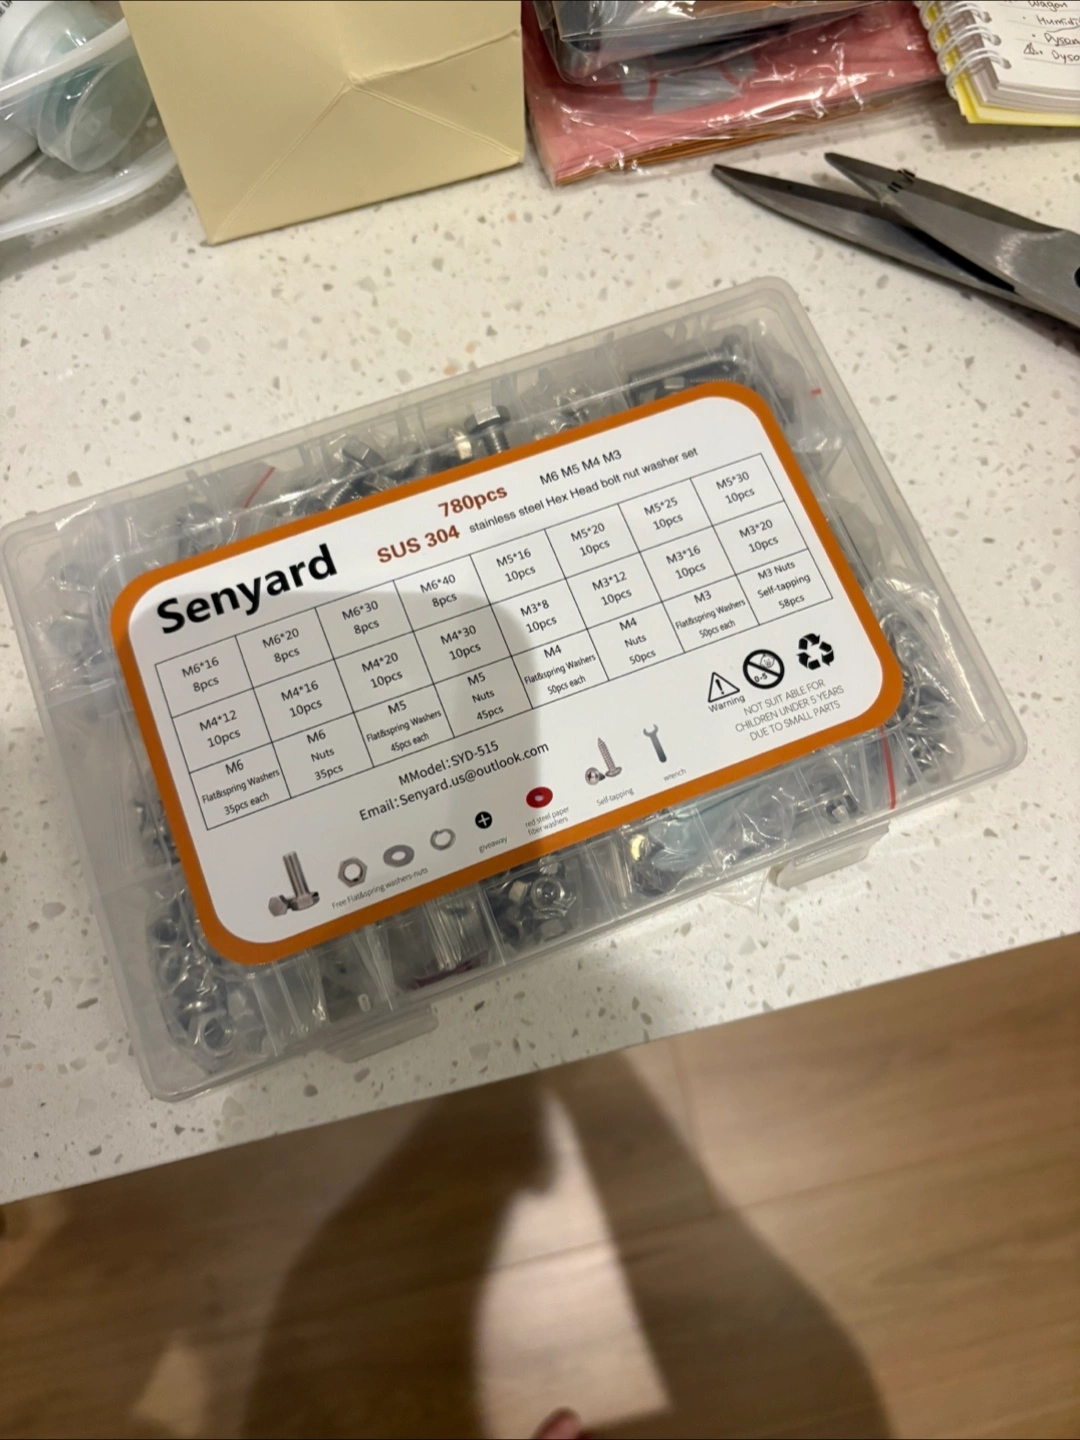 Wagon
Dyson
780pcs
M6 M5 M4 M3
Senyard
SUS 304 stainless steel Hex Head bolt nut washer set
M6*16
8pcs
M6*20
8pcs
M6*30
8pcs
M6*40
8pcs
M5*16
10pcs
M5*20
10pcs
M5*25
10pcs
M5*30
10pcs
M4*12
10pcs
M4*16
10pcs
M4*20
10pcs
M4*30
10pcs
M3*8
10pcs
M3*12
10pcs
M3*16
10pcs
M3*20
10pcs
M6
Flat&spring Washers
35pcs each
M6
Nuts
35pcs
M5
Flat&spring Washers
45pcs each
M5
Nuts
45pcs
M4
Flat&spring Washers
50pcs each
M4
Nuts
50pcs
M3
Flat&spring Washers
50pcs each
M3 Nuts
Self-tapping
58pcs
MModel:SYD-515
Email:Senyard.us@outlook.com
Free Flat&spring washers-nuts
giveaway
red steel paper
fiber washers
Self-tapping
wrench
Warning
0-5
NOT SUIT ABLE FOR
CHILDREN UNDER 5 YEARS
DUE TO SMALL PARTS